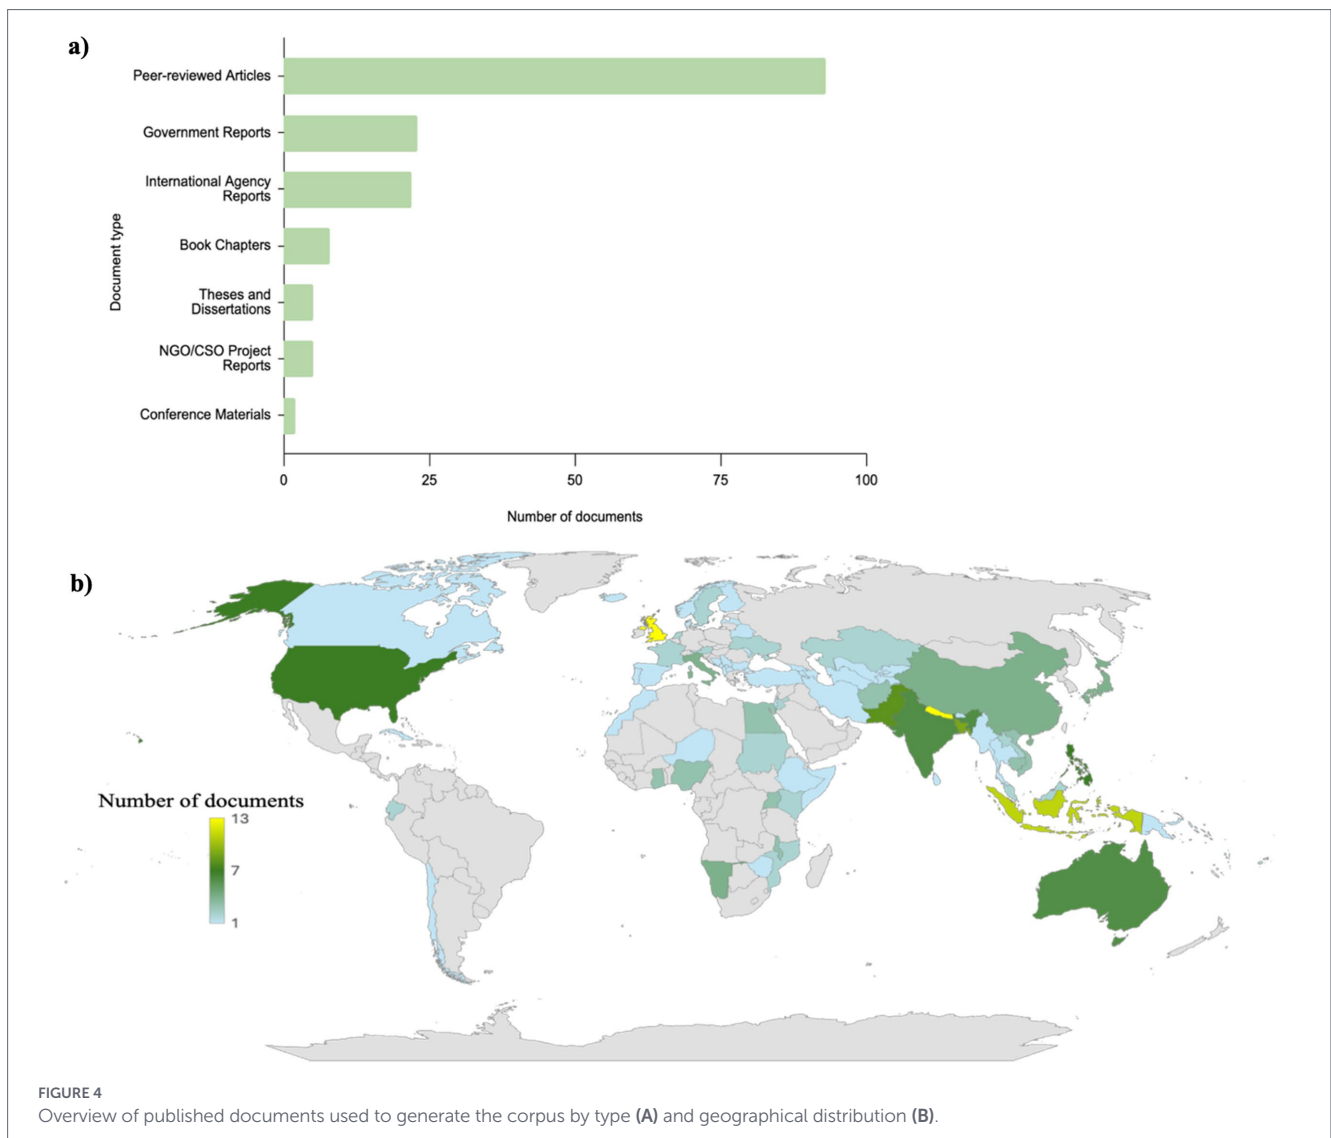 a)
Peer-reviewed Articles
Government Reports
International Agency
Reports
Book Chapters
Theses and
Dissertations
NGO/CSO Project
Reports
Conference Materials
Document type
0 25 50 75 100
Number of documents
b)
Number of documents
13
7
1
FIGURE 4
Overview of published documents used to generate the corpus by type (A) and geographical distribution (B).